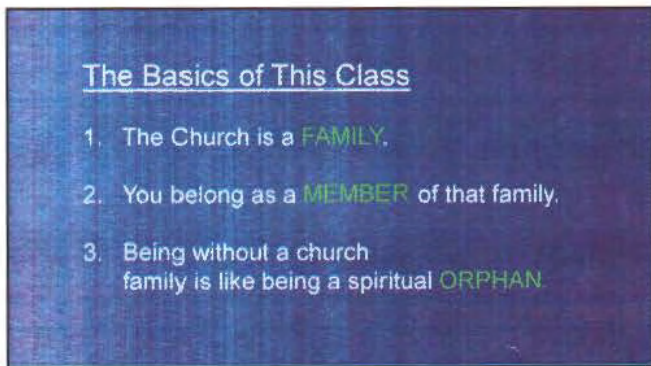 The Basics of This Class
1. The Church is a FAMILY.
2. You belong as a MEMBER of that family.
3. Being without a church
family is like being a spiritual ORPHAN.